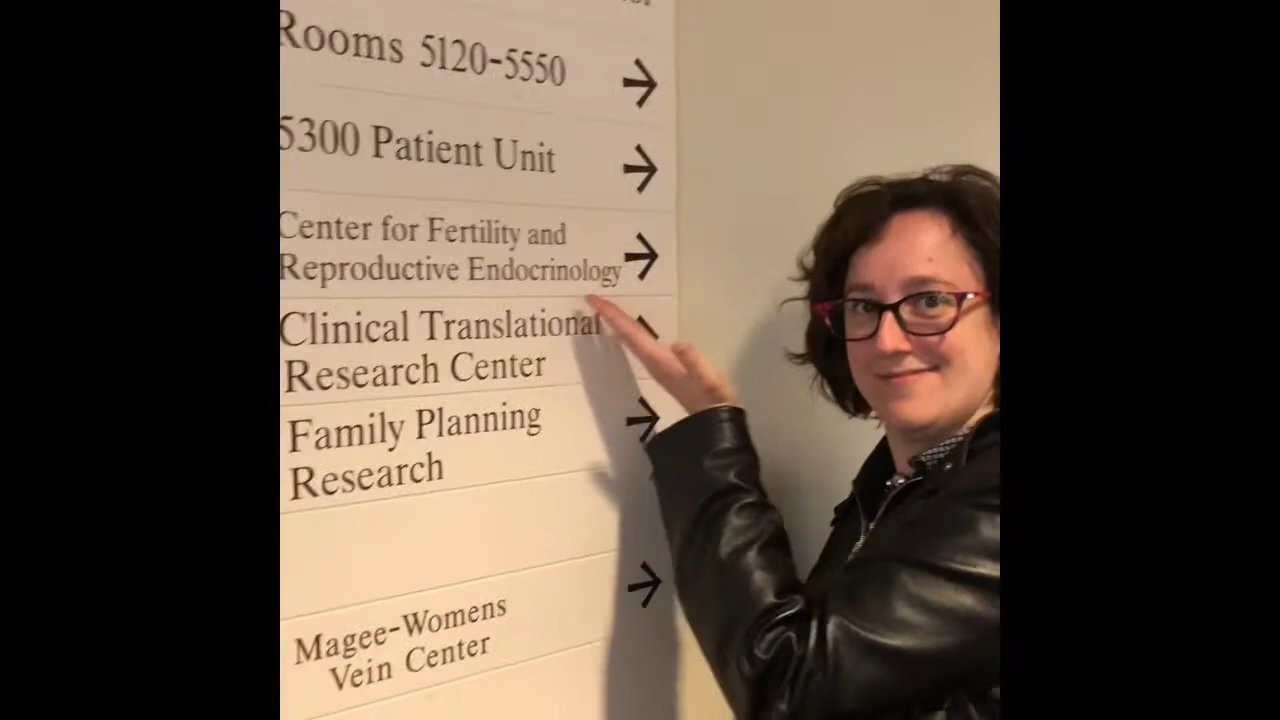 Rooms 5120-5550 →
5300 Patient Unit →
Center for Fertility and
Reproductive Endocrinology →
Clinical Translational
Research Center
Family Planning →
Research
→
Magee-Womens
Vein Center